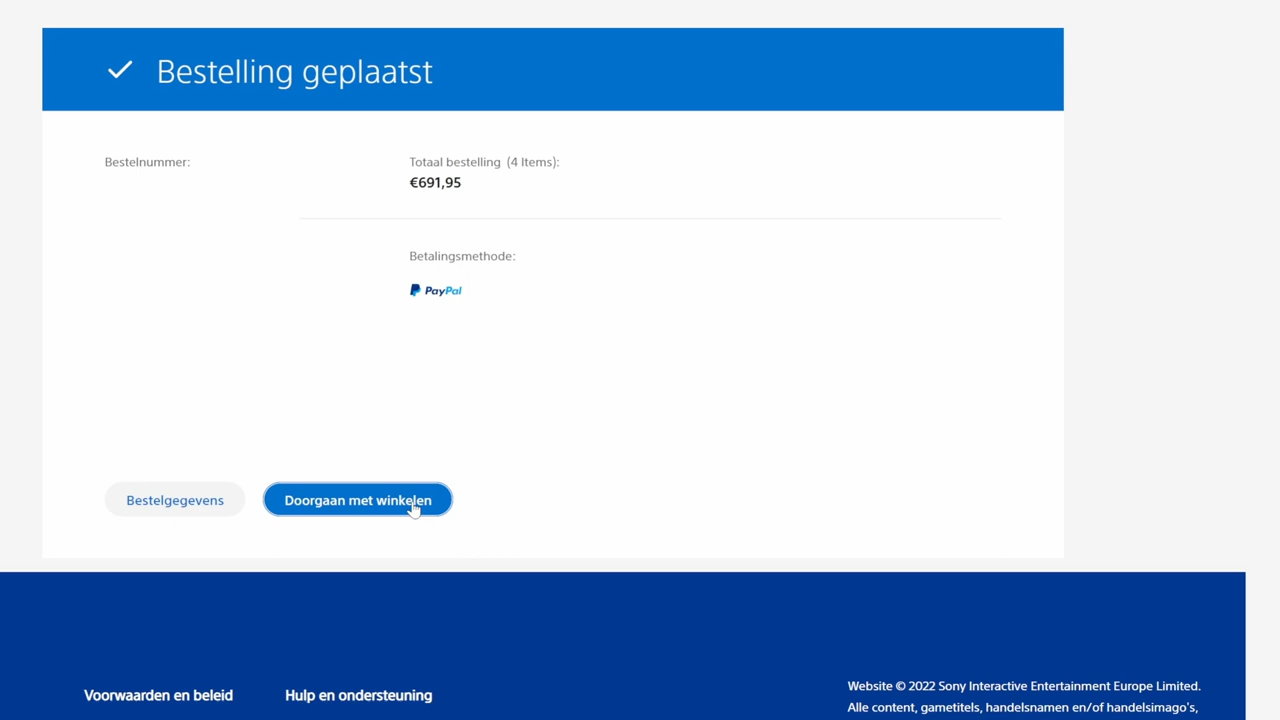 Bestelling geplaatst
Bestelnummer:
Totaal bestelling (4 Items):
€691,95
Betalingsmethode:
PayPal
Bestelgegevens
Doorgaan met winkelen
Voorwaarden en beleid
Hulp en ondersteuning
Website © 2022 Sony Interactive Entertainment Europe Limited.
Alle content, gametitels, handelsnamen en/of handelsimago's,